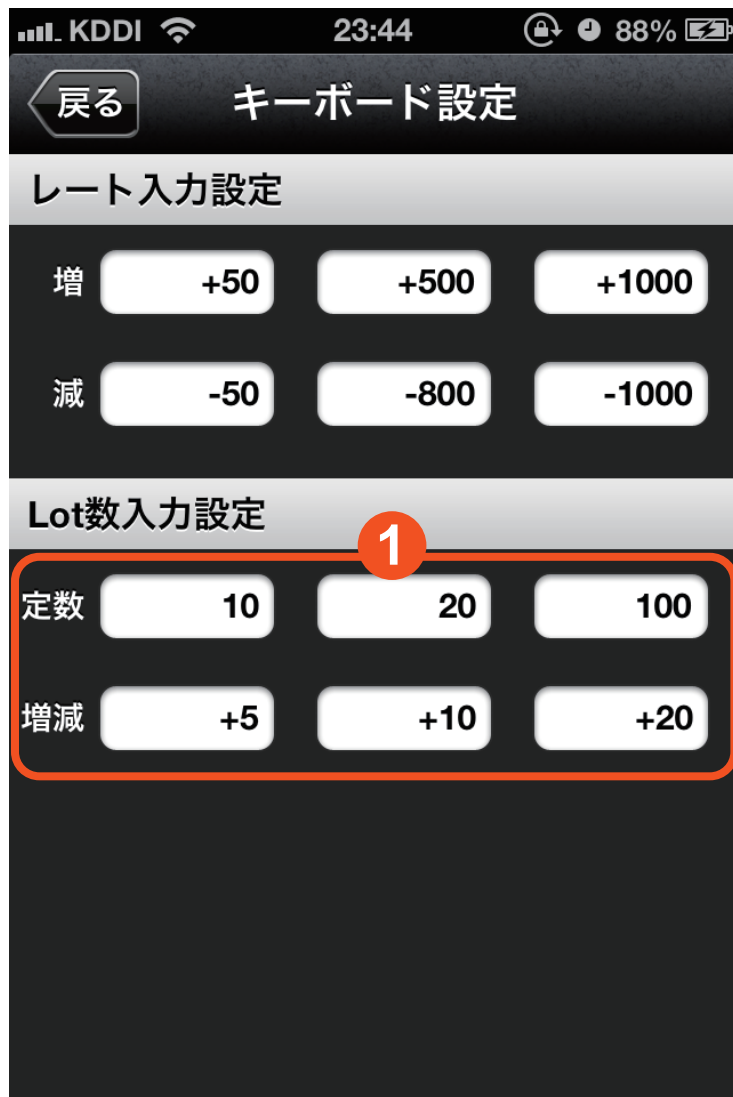 KDDI 23:44 88%
戻る キーボード設定
レート入力設定
増 +50 +500 +1000
減 -50 -800 -1000
Lot数入力設定
1
定数 10 20 100
増減 +5 +10 +20